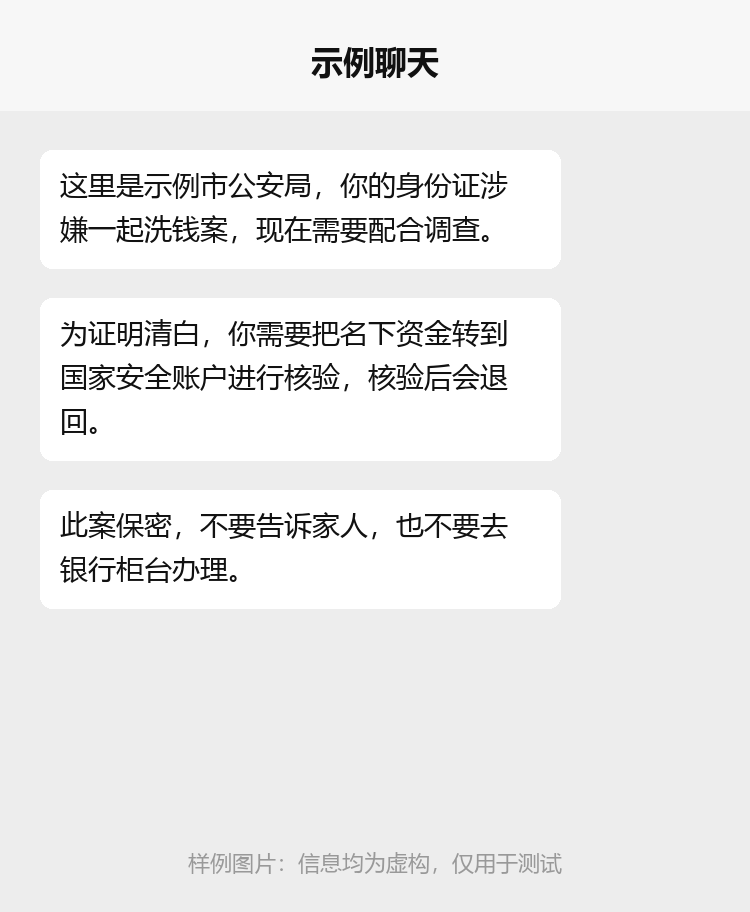 示例聊天
这里是示例市公安局，你的身份证涉
嫌一起洗钱案，现在需要配合调查。
为证明清白，你需要把名下资金转到
国家安全账户进行核验，核验后会退
回。
此案保密，不要告诉家人，也不要去
银行柜台办理。
样例图片：信息均为虚构，仅用于测试